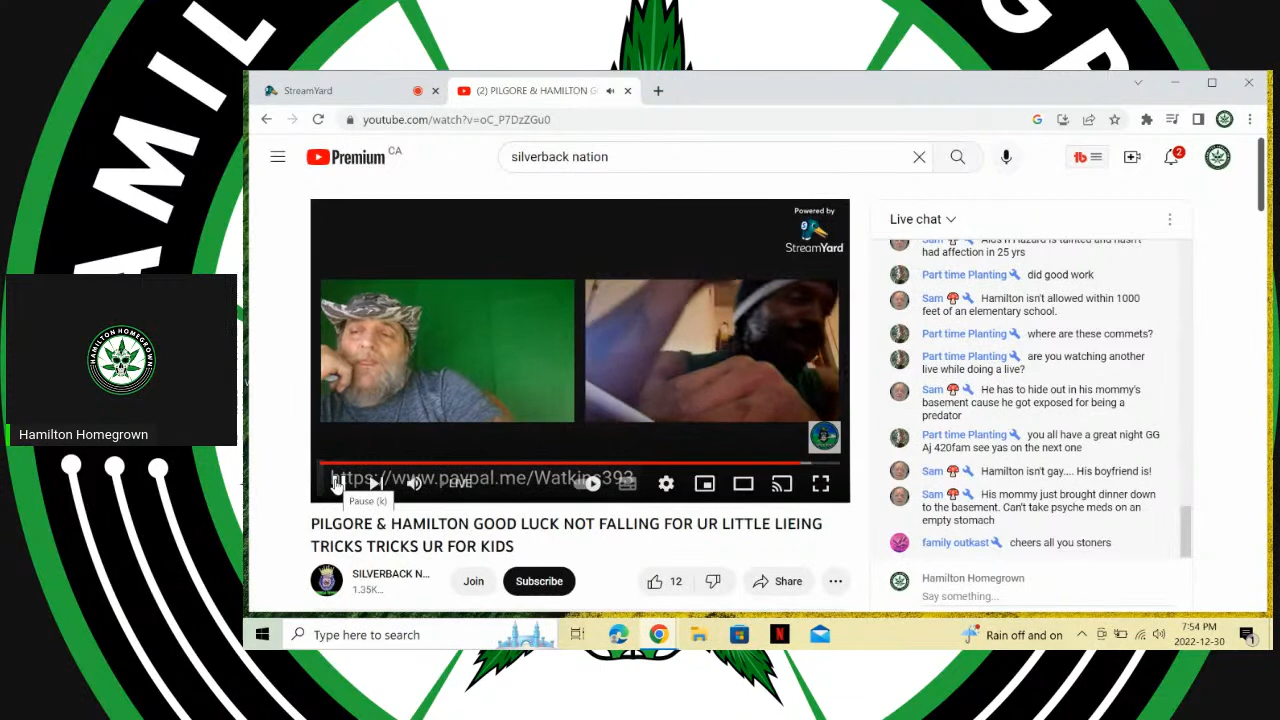 AMIL
GR
StreamYard
(2) PILGORE & HAMILTON G
youtube.com/watch?v=oC_P7DzZGu0
Premium CA
silverback nation
2
Powered by
StreamYard
Live chat
had affection in 25 yrs
Part time Planting did good work
Sam Hamilton isn't allowed within 1000
feet of an elementary school.
Part time Planting where are these commets?
Part time Planting are you watching another
live while doing a live?
Sam He has to hide out in his mommy's
basement cause he got exposed for being a
predator
Part time Planting you all have a great night GG
Aj 420fam see yas on the next one
Sam Hamilton isn't gay.... His boyfriend is!
Sam His mommy just brought dinner down
to the basement. Can't take psyche meds on an
empty stomach
family outkast cheers all you stoners
Hamilton Homegrown
Say something...
HAMILTON HOMEGROWN
Hamilton Homegrown
https://www.paypal.me/Watkins393
LIVE
Pause (k)
PILGORE & HAMILTON GOOD LUCK NOT FALLING FOR UR LITTLE LIEING
TRICKS TRICKS UR FOR KIDS
SILVERBACK N...
1.35K...
Join
Subscribe
12
Share
Type here to search
Rain off and on
7:54 PM
2022-12-30
1